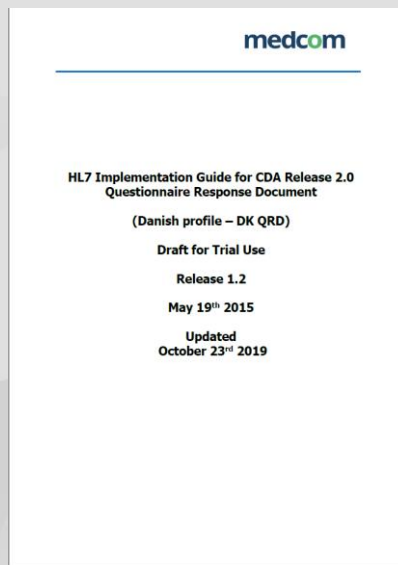 medcom
HL7 Implementation Guide for CDA Release 2.0
Questionnaire Response Document
(Danish profile – DK QRD)
Draft for Trial Use
Release 1.2
May 19th 2015
Updated
October 23rd 2019